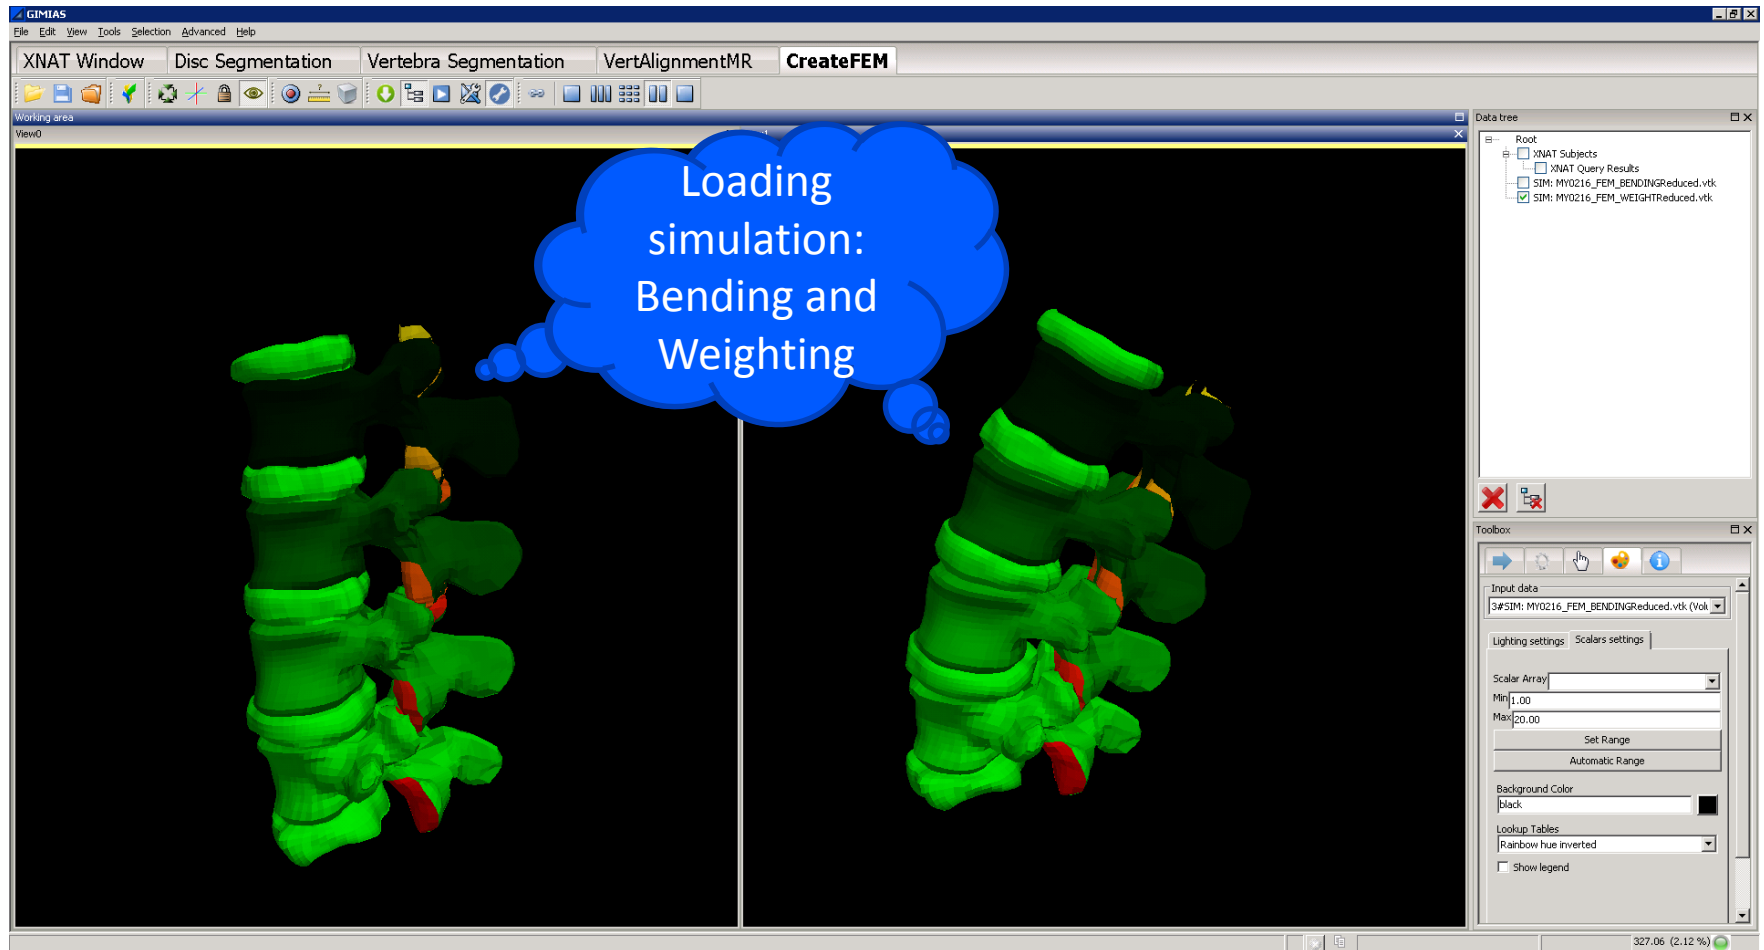 GIMIAS
File Edit View Tools Selection Advanced Help
XNAT Window Disc Segmentation Vertebra Segmentation VertAlignmentMR CreateFEM
Working area
View0
Loading
simulation:
Bending and
Weighting
Data tree
Root
XNAT Subjects
XNAT Query Results
SIM: MY0216_FEM_BENDINGReduced.vtk
SIM: MY0216_FEM_WEIGHTReduced.vtk
Toolbox
Input data
3#SIM: MY0216_FEM_BENDINGReduced.vtk (Volu
Lighting settings Scalars settings
Scalar Array
Min 1.00
Max 20.00
Set Range
Automatic Range
Background Color
black
Lookup Tables
Rainbow hue inverted
Show legend
327.06 (2.12 %)